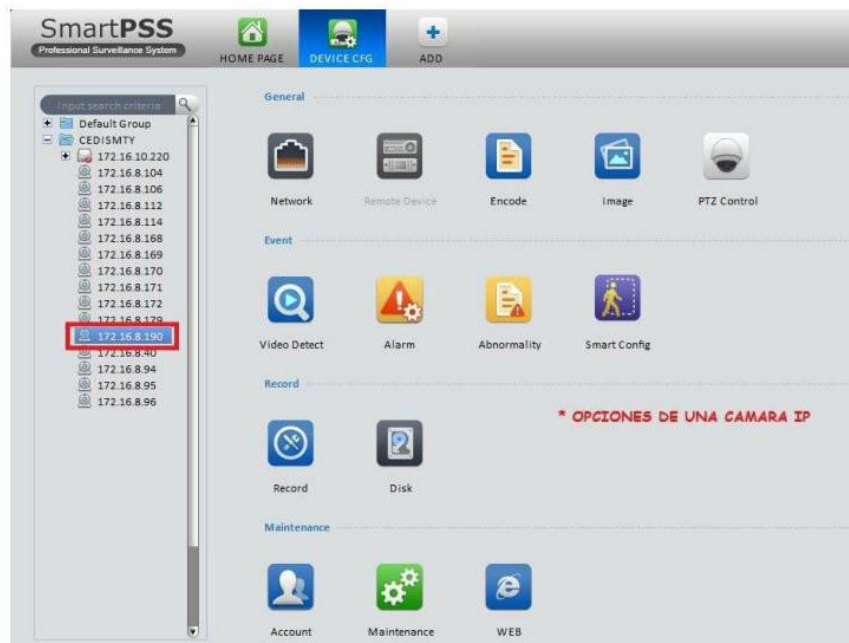 SmartPSS
Professional Surveillance System
HOME PAGE
DEVICE CFG
ADD
Input search criteria
Default Group
CEDISMTY
172.16.10.220
172.16.8.104
172.16.8.106
172.16.8.112
172.16.8.114
172.16.8.168
172.16.8.169
172.16.8.170
172.16.8.171
172.16.8.172
172.16.8.179
172.16.8.190
172.16.8.40
172.16.8.94
172.16.8.95
172.16.8.96
General
Network
Remote Device
Encode
Image
PTZ Control
Event
Video Detect
Alarm
Abnormality
Smart Config
Record
* OPCIONES DE UNA CAMARA IP
Record
Disk
Maintenance
Account
Maintenance
WEB